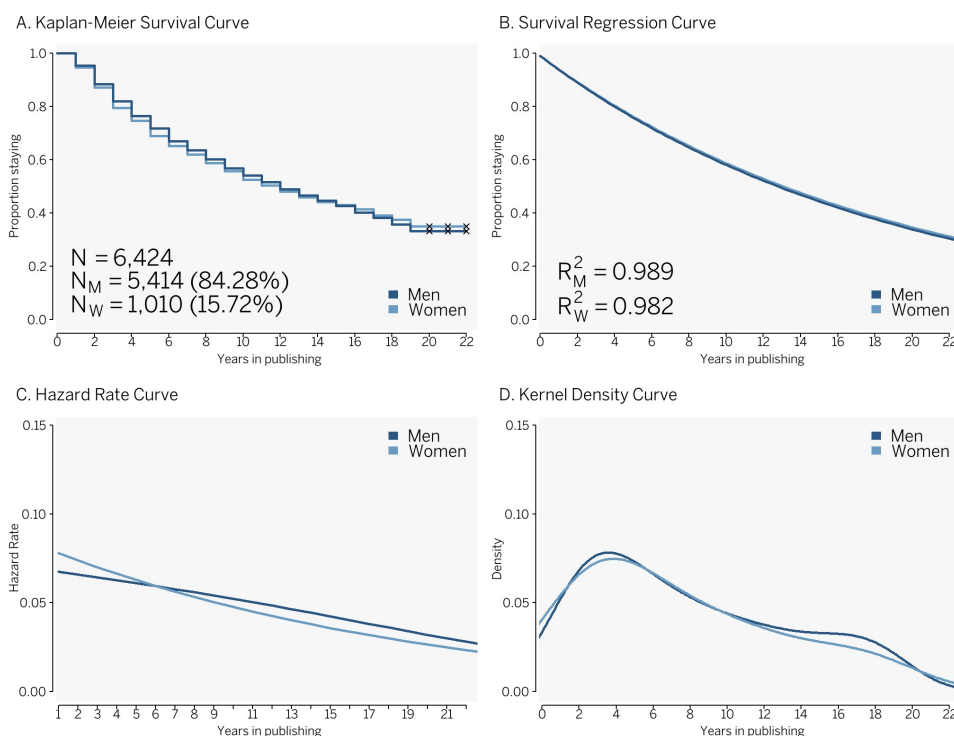 A. Kaplan-Meier Survival Curve
1.0
0.8
0.6
0.4
0.2
0.0
Proportion staying
N = 6,424
N_M = 5,414 (84.28%)
N_W = 1,010 (15.72%)
Men
Women
0 2 4 6 8 10 12 14 16 18 20 22
Years in publishing
B. Survival Regression Curve
1.0
0.8
0.6
0.4
0.2
0.0
Proportion staying
R²_M = 0.989
R²_W = 0.982
Men
Women
0 2 4 6 8 10 12 14 16 18 20 22
Years in publishing
C. Hazard Rate Curve
0.15
0.10
0.05
0.00
Hazard Rate
Men
Women
1 2 3 4 5 6 7 8 9 11 13 15 17 19 21
Years in publishing
D. Kernel Density Curve
0.15
0.10
0.05
0.00
Density
Men
Women
0 2 4 6 8 10 12 14 16 18 20 22
Years in publishing